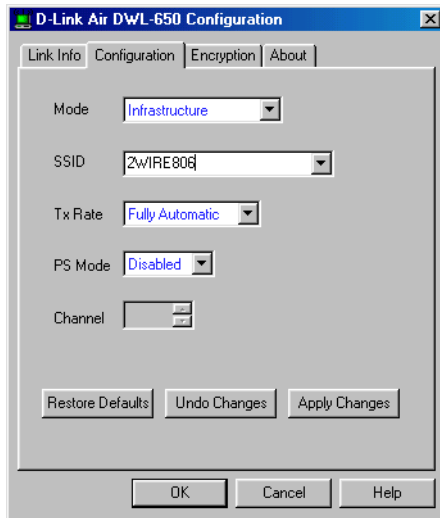 D-Link Air DWL-650 Configuration
Link Info Configuration Encryption About
Mode Infrastructure
SSID 2WIRE806
Tx Rate Fully Automatic
PS Mode Disabled
Channel
Restore Defaults Undo Changes Apply Changes
OK Cancel Help